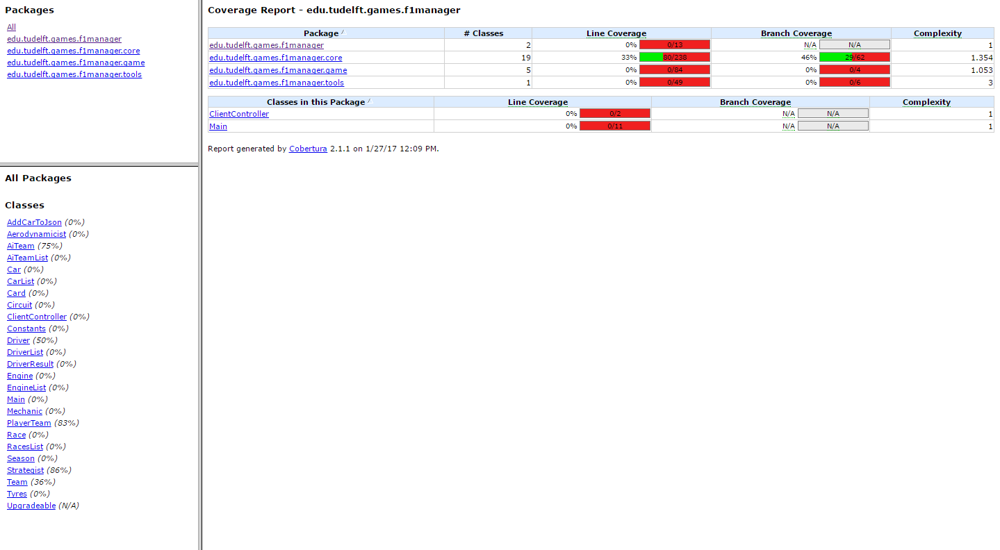 Packages
All
edu.tudelft.games.f1manager
edu.tudelft.games.f1manager.core
edu.tudelft.games.f1manager.game
edu.tudelft.games.f1manager.tools
All Packages
Classes
AddCarToJson (0%)
Aerodynamicist (0%)
AiTeam (75%)
AiTeamList (0%)
Car (0%)
CarList (0%)
Card (0%)
Circuit (0%)
ClientController (0%)
Constants (0%)
Driver (50%)
DriverList (0%)
DriverResult (0%)
Engine (0%)
EngineList (0%)
Main (0%)
Mechanic (0%)
PlayerTeam (83%)
Race (0%)
RacesList (0%)
Season (0%)
Strategist (86%)
Team (36%)
Tyres (0%)
Upgradeable (N/A)
Coverage Report - edu.tudelft.games.f1manager
Package # Classes Line Coverage Branch Coverage Complexity
edu.tudelft.games.f1manager 2 0% 0/13 N/A N/A 1
edu.tudelft.games.f1manager.core 19 33% 80/238 46% 29/62 1.354
edu.tudelft.games.f1manager.game 5 0% 0/84 0% 0/4 1.053
edu.tudelft.games.f1manager.tools 1 0% 0/49 0% 0/6 3
Classes in this Package Line Coverage Branch Coverage Complexity
ClientController 0% 0/2 N/A N/A 1
Main 0% 0/11 N/A N/A 1
Report generated by Cobertura 2.1.1 on 1/27/17 12:09 PM.